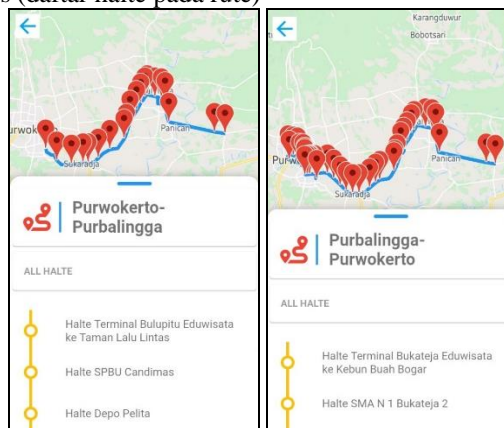 s (daftar halte pada rute)
Purwok
Sukaradja
Panican
Purwokerto-
Purbalingga
ALL HALTE
Halte Terminal Bulupitu Eduwisata
ke Taman Lalu Lintas
Halte SPBU Candimas
Halte Depo Pelita
Karangduwur
Bobotsari
Purw
Sukaradja
Panican
Purbalingga-
Purwokerto
ALL HALTE
Halte Terminal Bukateja Eduwisata
ke Kebun Buah Bogar
Halte SMA N 1 Bukateja 2